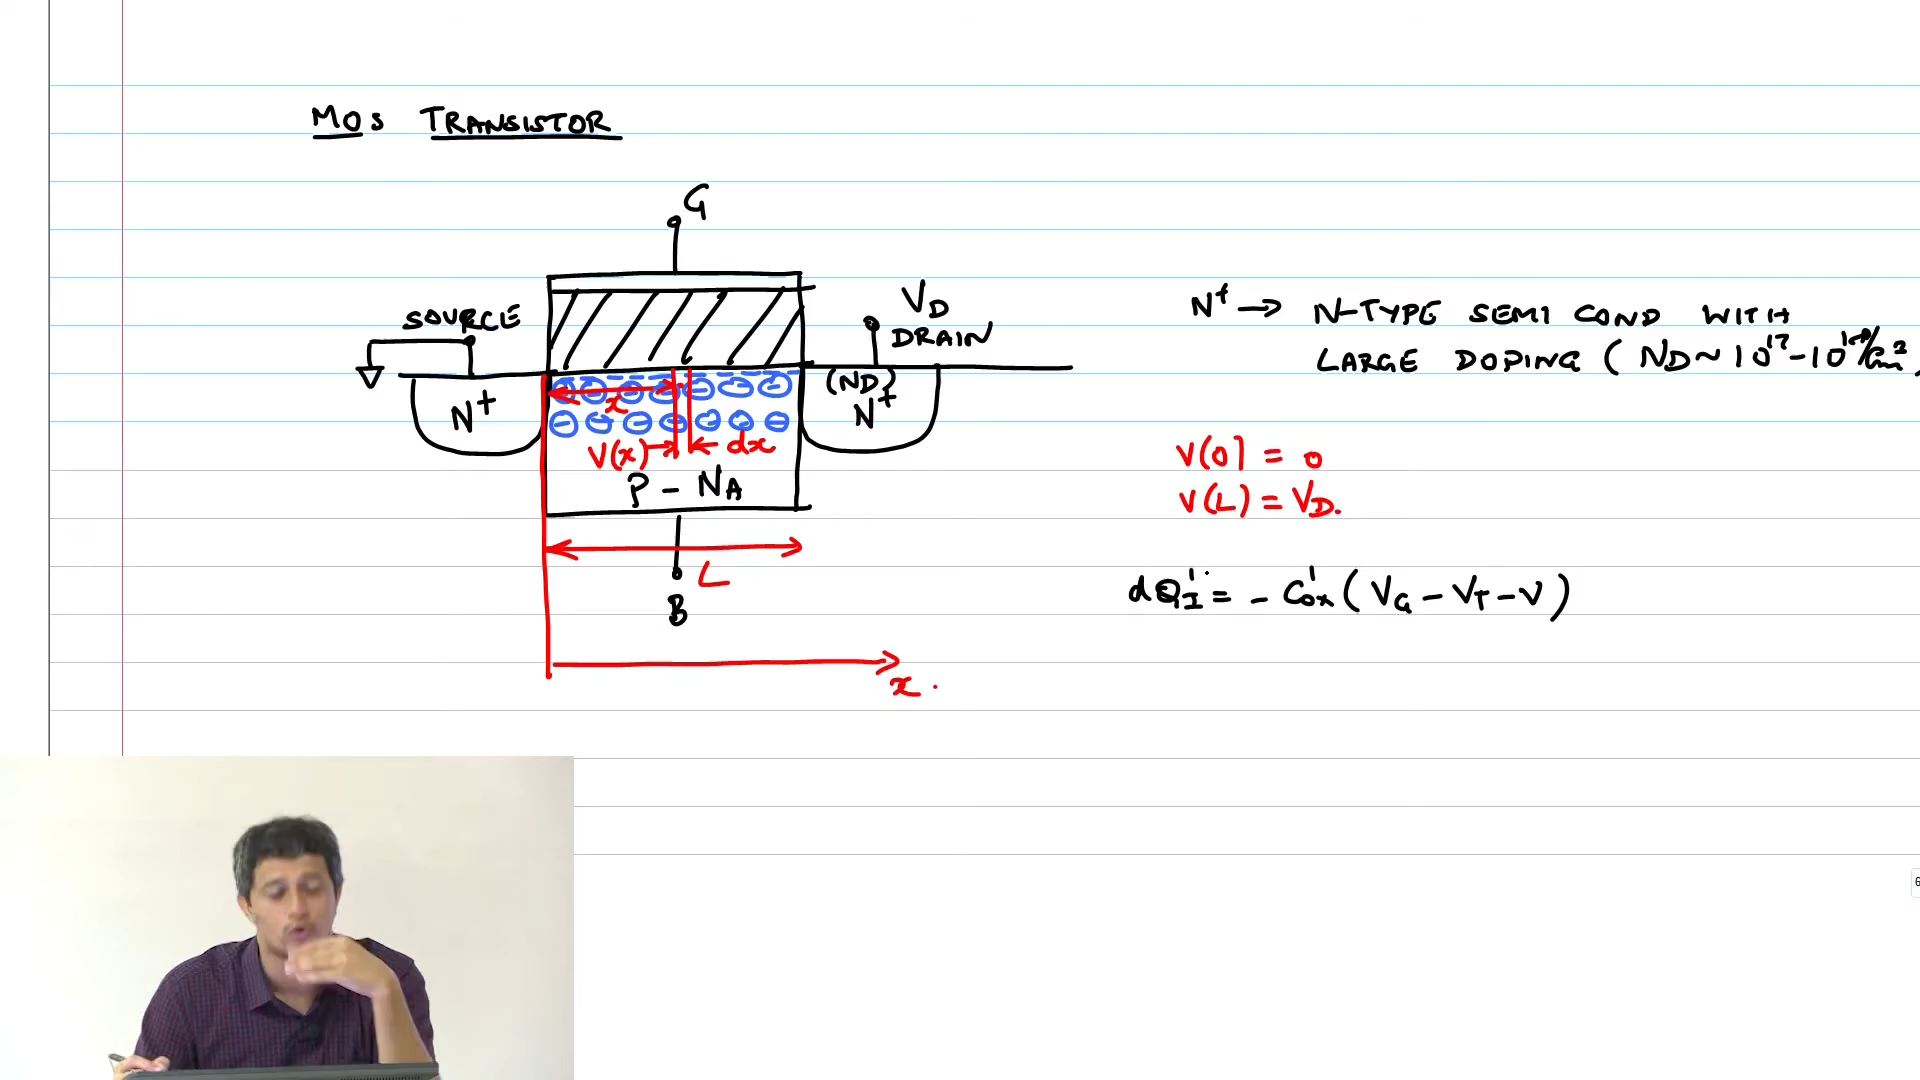 MOS TRANSISTOR
G
SOURCE
VD
DRAIN
N+ → N-TYPE SEMI COND WITH
LARGE DOPING ( ND ~ 10^17 - 10
N+
(ND)
N+
x
V(x) dx
P - NA
V(0) = 0
V(L) = VD.
L
B
dQ'I = - C'ox ( VG - VT - V )
x
6